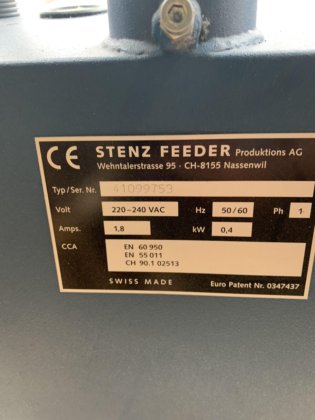 CE STENZ FEEDER Produktions AG
Wehntalerstrasse 95 · CH-8155 Nassenwil
Typ/Ser. Nr. 410997S3
Volt 220-240 VAC Hz 50/60 Ph 1
Amps. 1,8 kW 0,4
CCA EN 60 950
EN 55 011
CH 90.1 02513
SWISS MADE Euro Patent Nr. 0347437